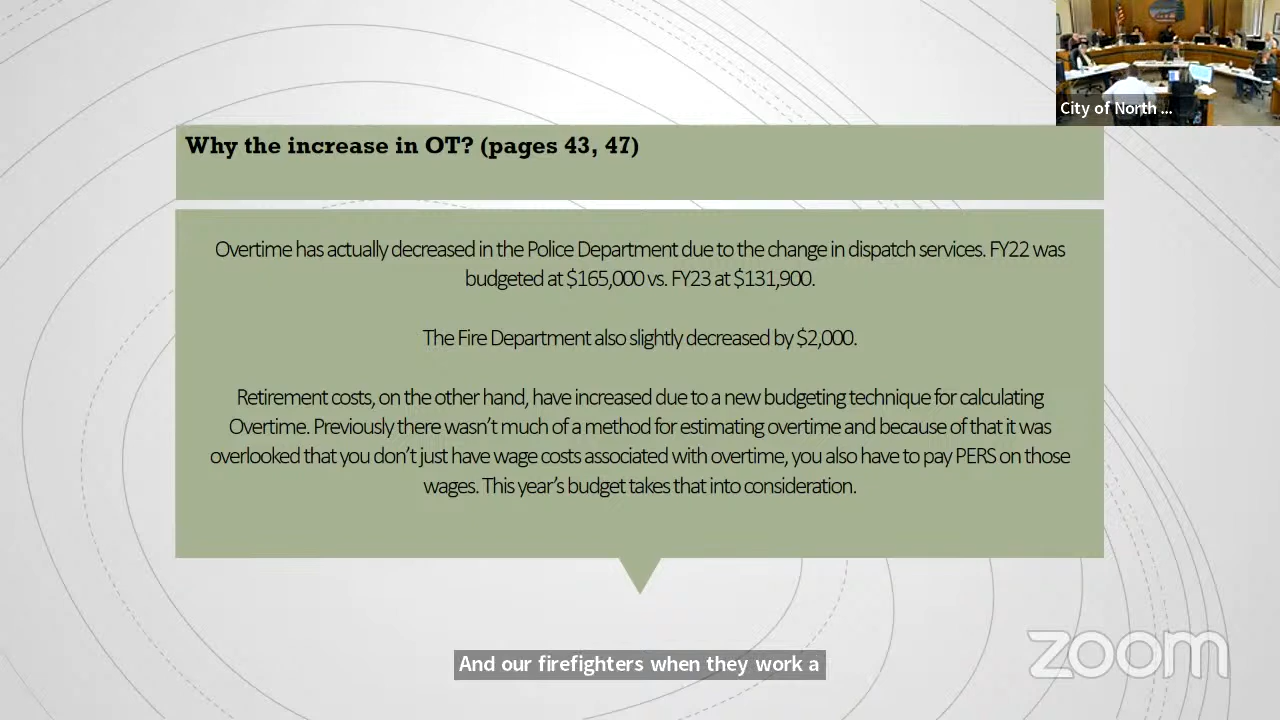 City of North ...
Why the increase in OT? (pages 43, 47)
Overtime has actually decreased in the Police Department due to the change in dispatch services. FY22 was
budgeted at $165,000 vs. FY23 at $131,900.
The Fire Department also slightly decreased by $2,000.
Retirement costs, on the other hand, have increased due to a new budgeting technique for calculating
Overtime. Previously there wasn't much of a method for estimating overtime and because of that it was
overlooked that you don't just have wage costs associated with overtime, you also have to pay PERS on those
wages. This year's budget takes that into consideration.
And our firefighters when they work a
zoom